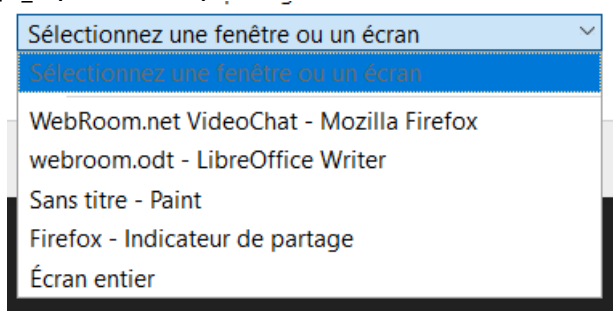 Sélectionnez une fenêtre ou un écran
Sélectionnez une fenêtre ou un écran
WebRoom.net VideoChat - Mozilla Firefox
webroom.odt - LibreOffice Writer
Sans titre - Paint
Firefox - Indicateur de partage
Écran entier